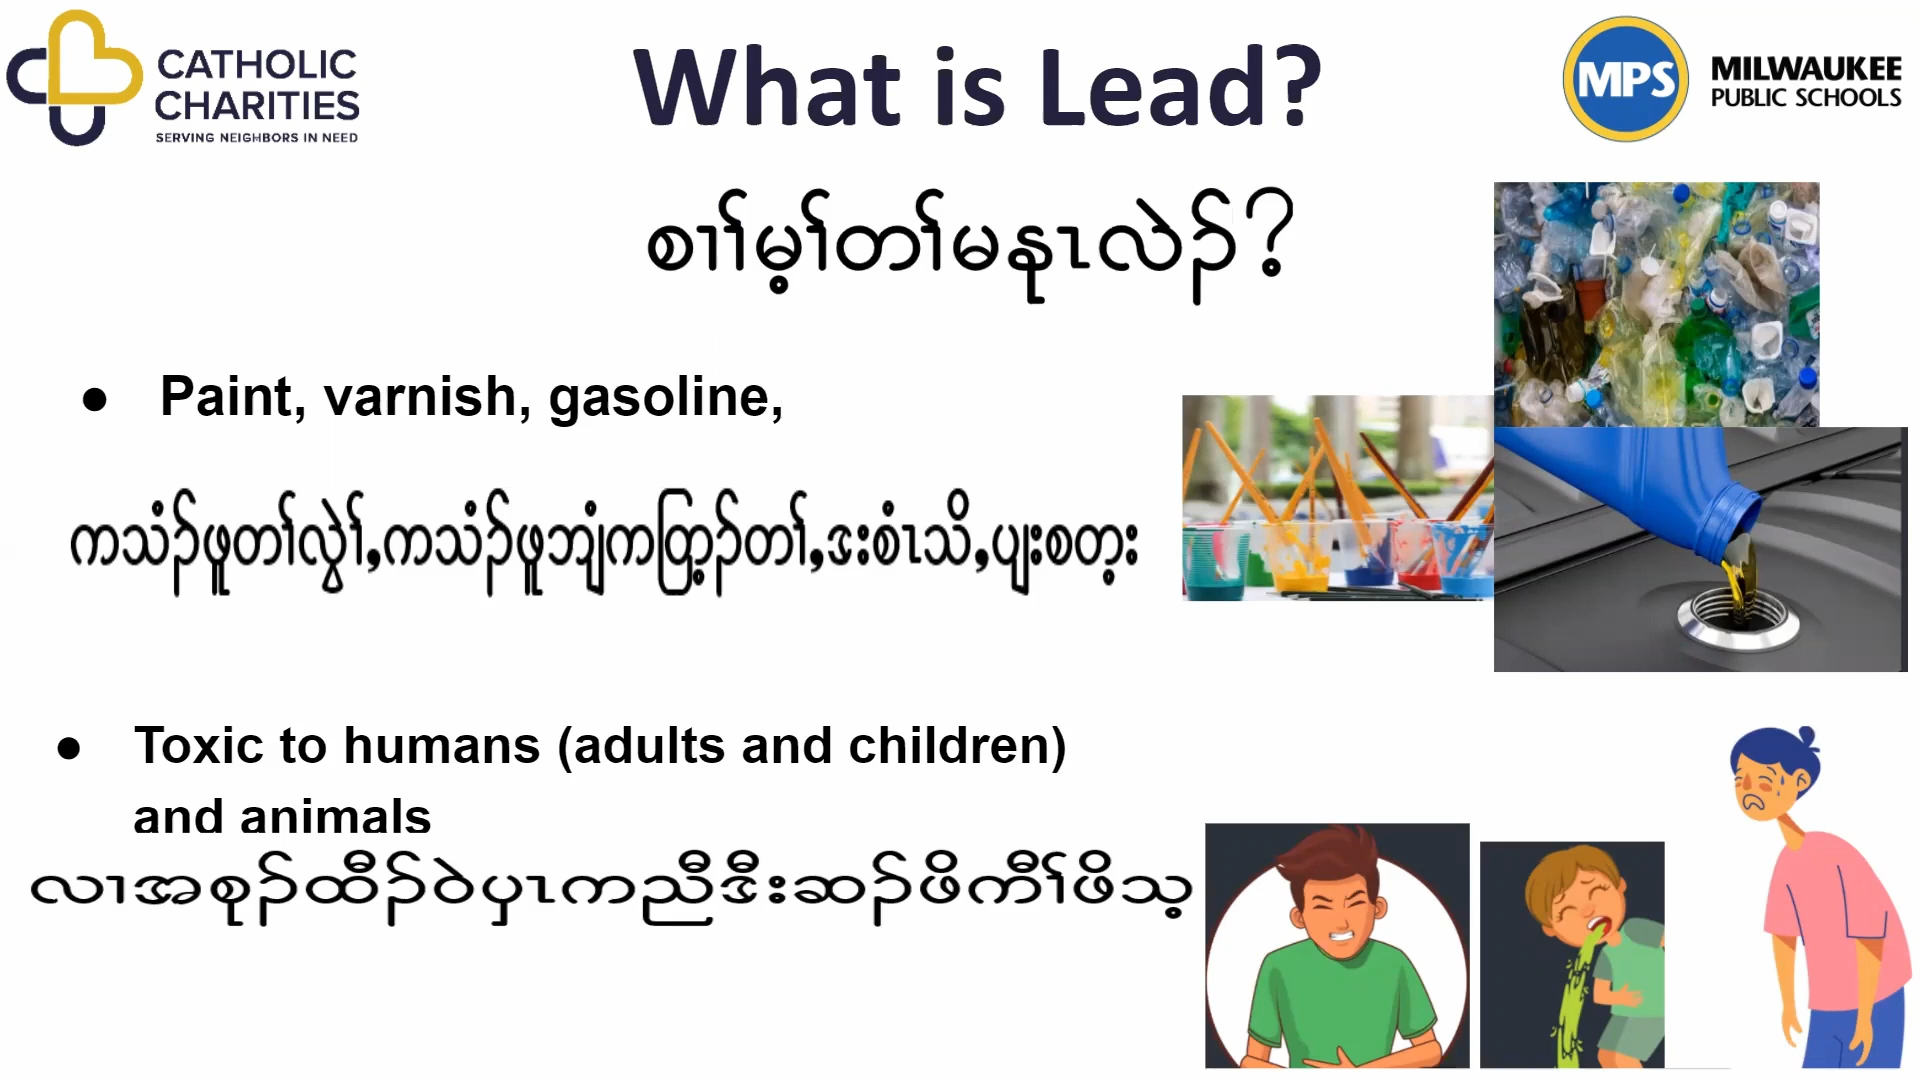 CATHOLIC
CHARITIES
SERVING NEIGHBORS IN NEED
What is Lead?
MPS
MILWAUKEE
PUBLIC SCHOOLS
စၢၢ်မ့ၢ်တၢ်မနုၤလဲၣ်?
● Paint, varnish, gasoline,
ကသံၣ်ဖူတၢ်လွဲၢ်,ကသံၣ်ဖူဘျံကတြှၣ်တၢ်,ဒးစံၤသိ,ပျးစတ့း
● Toxic to humans (adults and children)
and animals
လၢအစုၣ်ထီၣ်ဝဲပှၤကညီဒီးဆၣ်ဖိကီၢ်ဖိသ့